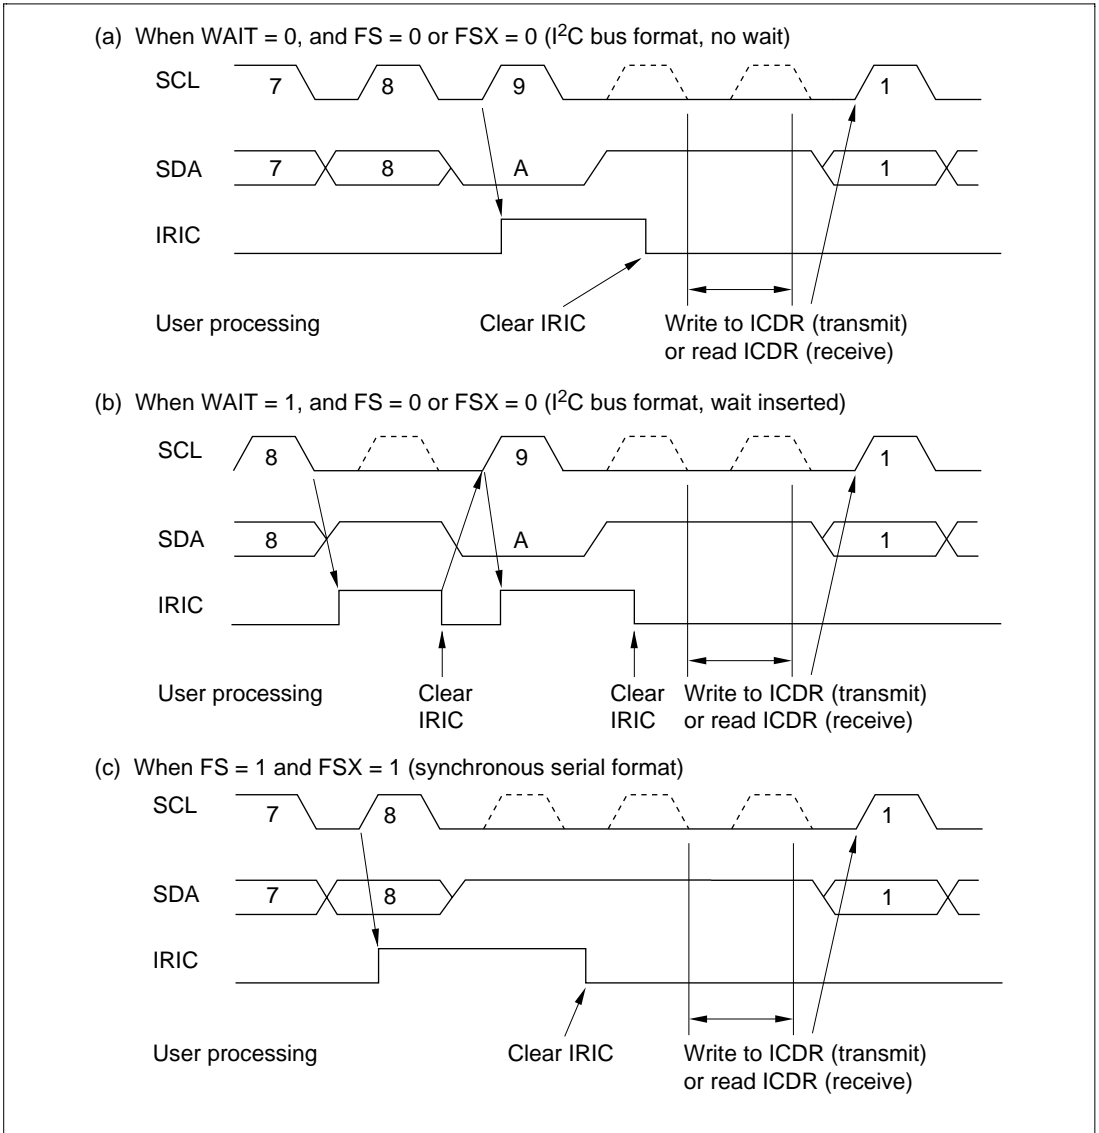 (a) When WAIT = 0, and FS = 0 or FSX = 0 (I²C bus format, no wait)
SCL 7 8 9 1
SDA 7 8 A 1
IRIC
User processing Clear IRIC Write to ICDR (transmit)
or read ICDR (receive)
(b) When WAIT = 1, and FS = 0 or FSX = 0 (I²C bus format, wait inserted)
SCL 8 9 1
SDA 8 A 1
IRIC
User processing Clear Clear Write to ICDR (transmit)
IRIC IRIC or read ICDR (receive)
(c) When FS = 1 and FSX = 1 (synchronous serial format)
SCL 7 8 1
SDA 7 8 1
IRIC
User processing Clear IRIC Write to ICDR (transmit)
or read ICDR (receive)